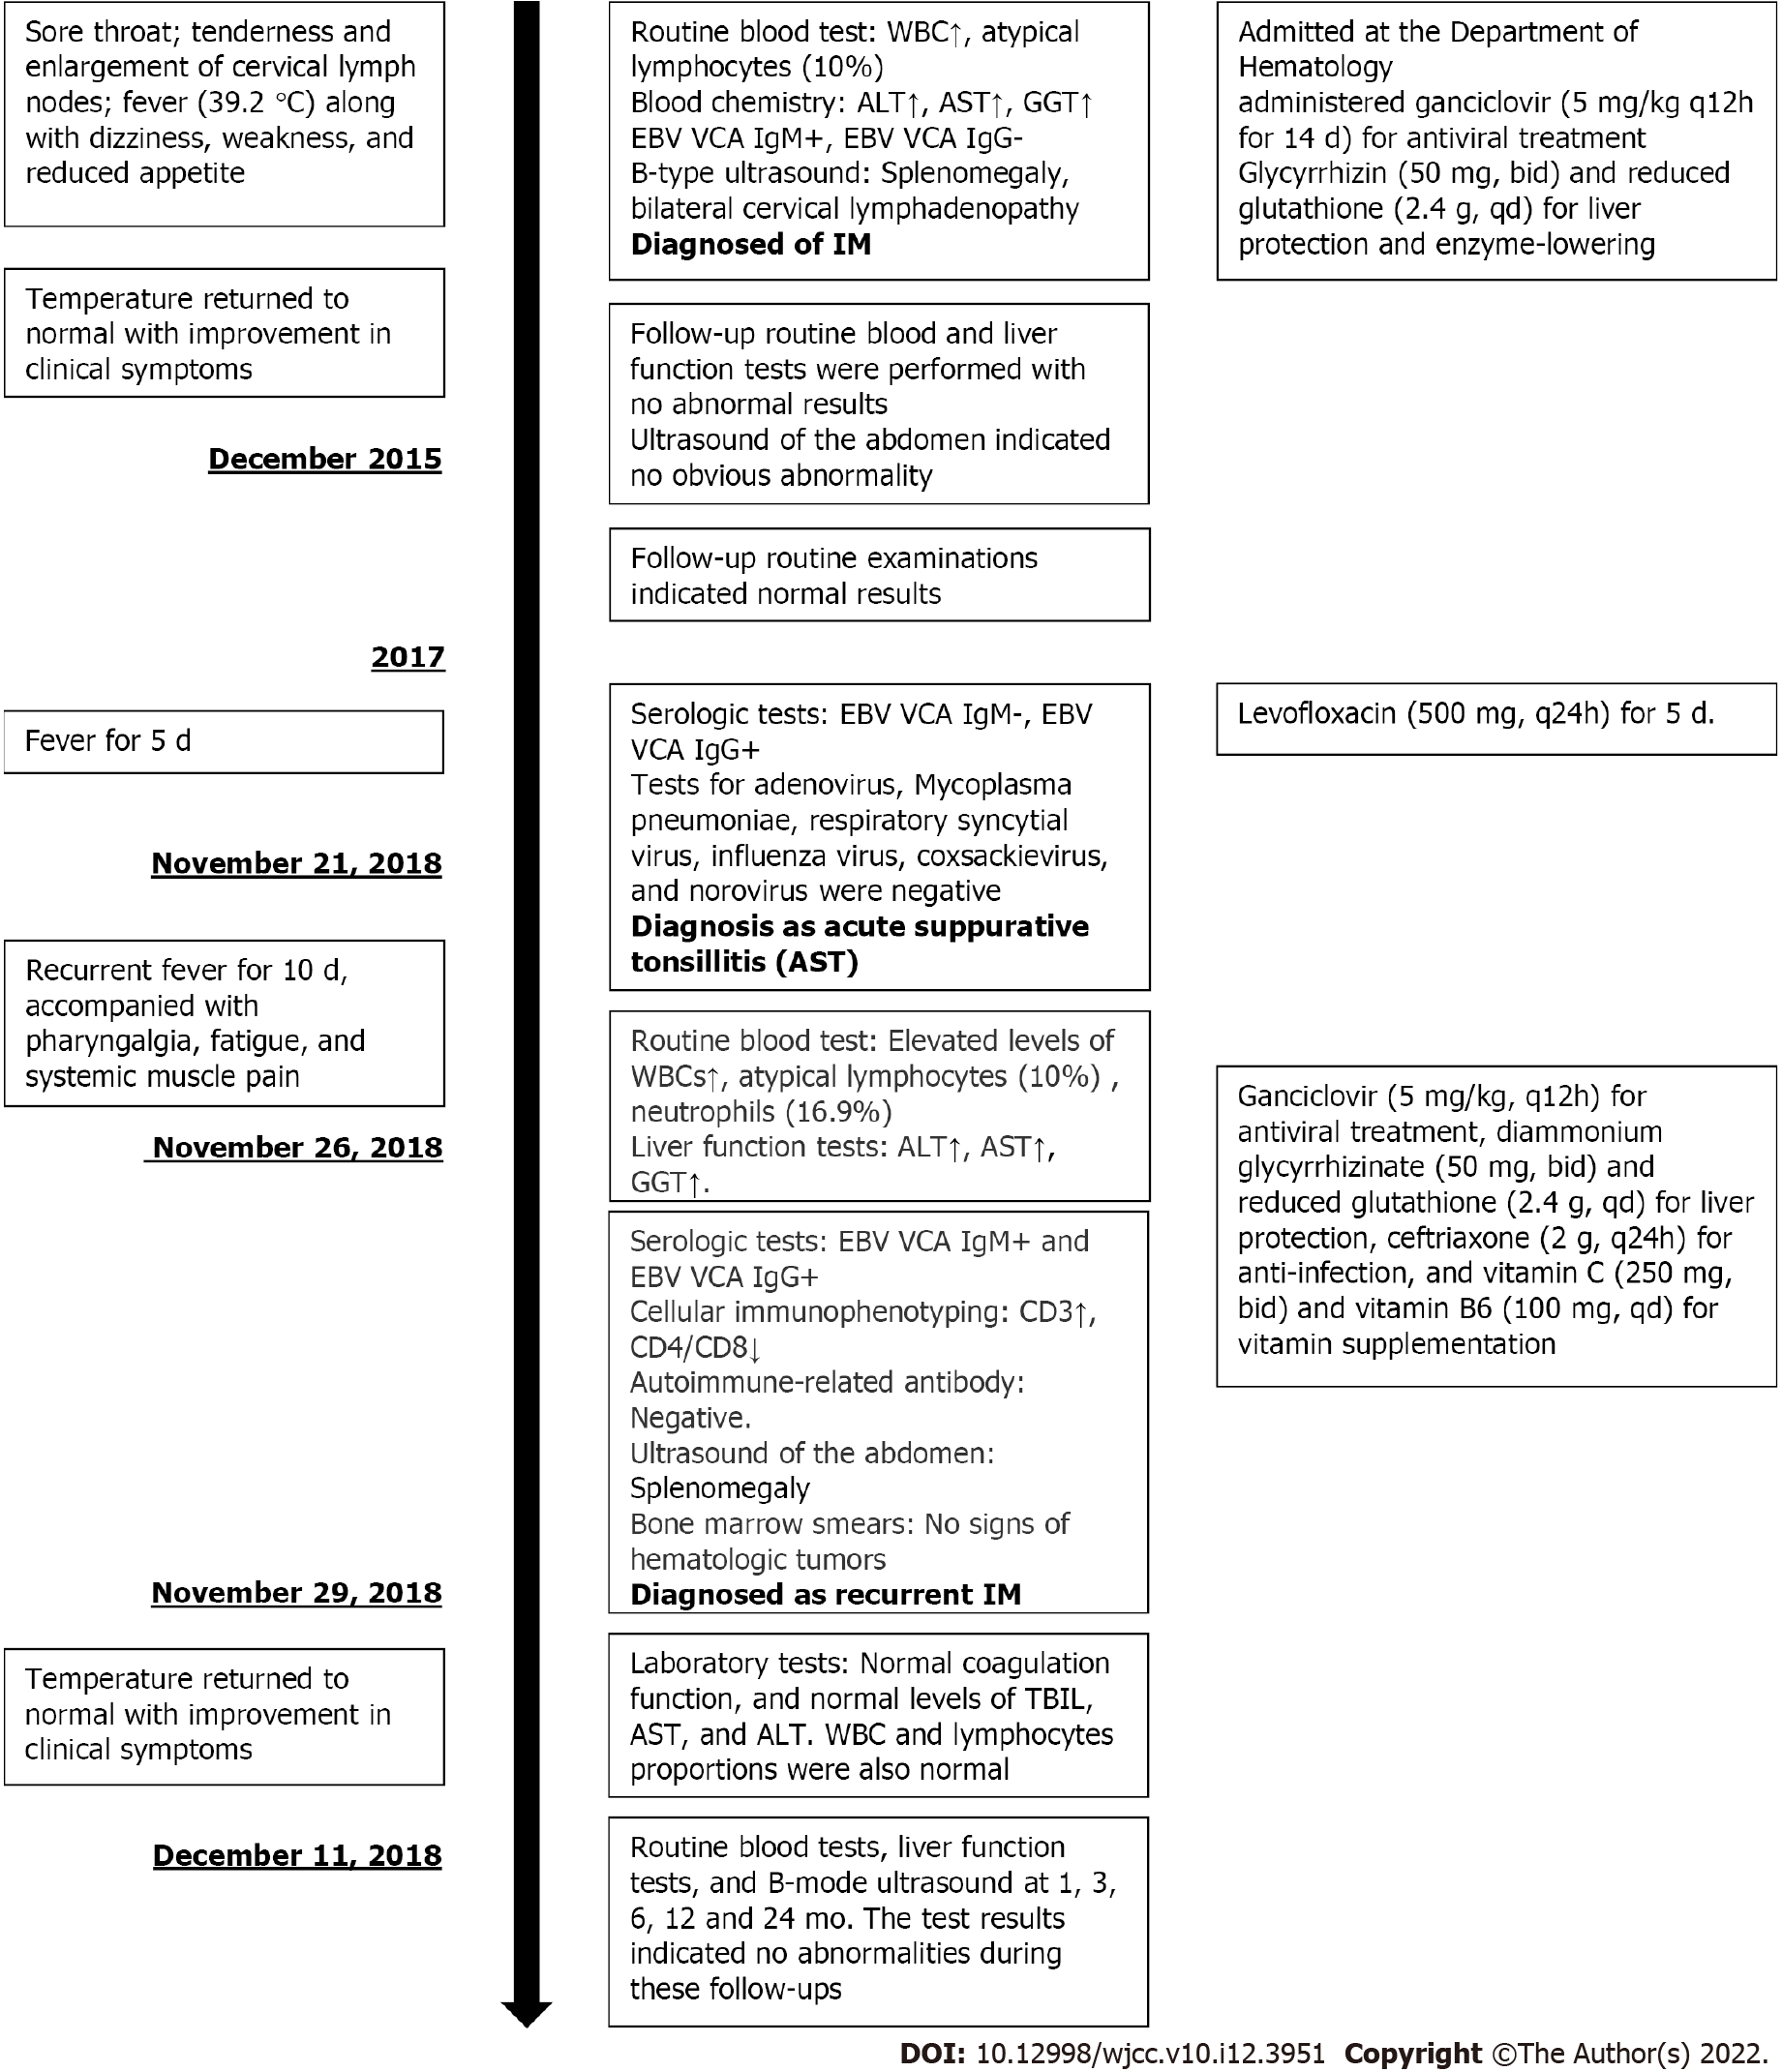 Sore throat; tenderness and
enlargement of cervical lymph
nodes; fever (39.2 °C) along
with dizziness, weakness, and
reduced appetite
Routine blood test: WBC↑, atypical
lymphocytes (10%)
Blood chemistry: ALT↑, AST↑, GGT↑
EBV VCA IgM+, EBV VCA IgG-
B-type ultrasound: Splenomegaly,
bilateral cervical lymphadenopathy
Diagnosed of IM
Admitted at the Department of
Hematology
administered ganciclovir (5 mg/kg q12h
for 14 d) for antiviral treatment
Glycyrrhizin (50 mg, bid) and reduced
glutathione (2.4 g, qd) for liver
protection and enzyme-lowering
Temperature returned to
normal with improvement in
clinical symptoms
Follow-up routine blood and liver
function tests were performed with
no abnormal results
Ultrasound of the abdomen indicated
no obvious abnormality
December 2015
Follow-up routine examinations
indicated normal results
2017
Fever for 5 d
Serologic tests: EBV VCA IgM-, EBV
VCA IgG+
Tests for adenovirus, Mycoplasma
pneumoniae, respiratory syncytial
virus, influenza virus, coxsackievirus,
and norovirus were negative
Diagnosis as acute suppurative
tonsillitis (AST)
Levofloxacin (500 mg, q24h) for 5 d.
November 21, 2018
Recurrent fever for 10 d,
accompanied with
pharyngalgia, fatigue, and
systemic muscle pain
Routine blood test: Elevated levels of
WBCs↑, atypical lymphocytes (10%) ,
neutrophils (16.9%)
Liver function tests: ALT↑, AST↑,
GGT↑.
November 26, 2018
Ganciclovir (5 mg/kg, q12h) for
antiviral treatment, diammonium
glycyrrhizinate (50 mg, bid) and
reduced glutathione (2.4 g, qd) for liver
protection, ceftriaxone (2 g, q24h) for
anti-infection, and vitamin C (250 mg,
bid) and vitamin B6 (100 mg, qd) for
vitamin supplementation
Serologic tests: EBV VCA IgM+ and
EBV VCA IgG+
Cellular immunophenotyping: CD3↑,
CD4/CD8↓
Autoimmune-related antibody:
Negative.
Ultrasound of the abdomen:
Splenomegaly
Bone marrow smears: No signs of
hematologic tumors
Diagnosed as recurrent IM
November 29, 2018
Temperature returned to
normal with improvement in
clinical symptoms
Laboratory tests: Normal coagulation
function, and normal levels of TBIL,
AST, and ALT. WBC and lymphocytes
proportions were also normal
December 11, 2018
Routine blood tests, liver function
tests, and B-mode ultrasound at 1, 3,
6, 12 and 24 mo. The test results
indicated no abnormalities during
these follow-ups
DOI: 10.12998/wjcc.v10.i12.3951 Copyright ©The Author(s) 2022.